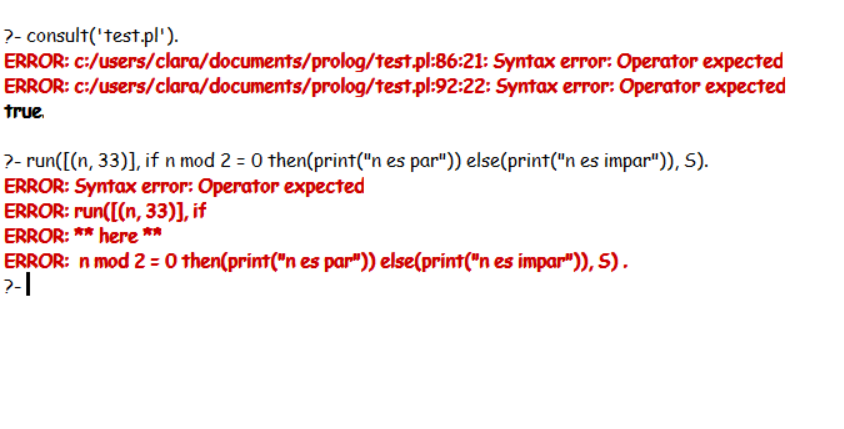 ?- consult('test.pl').
ERROR: c:/users/clara/documents/prolog/test.pl:86:21: Syntax error: Operator expected
ERROR: c:/users/clara/documents/prolog/test.pl:92:22: Syntax error: Operator expected
true.
?- run([(n, 33)], if n mod 2 = 0 then(print("n es par")) else(print("n es impar")), S).
ERROR: Syntax error: Operator expected
ERROR: run([(n, 33)], if
ERROR: ** here **
ERROR:  n mod 2 = 0 then(print("n es par")) else(print("n es impar")), S) .
?-